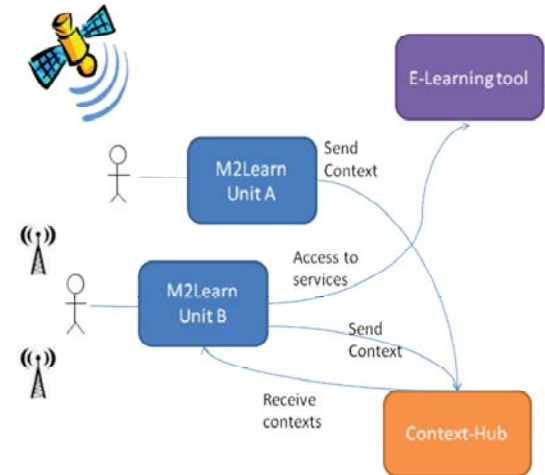 E-Learning tool
Send
Context
M2Learn
Unit A
Access to
services
M2Learn
Unit B
Send
Context
Receive
contexts
Context-Hub